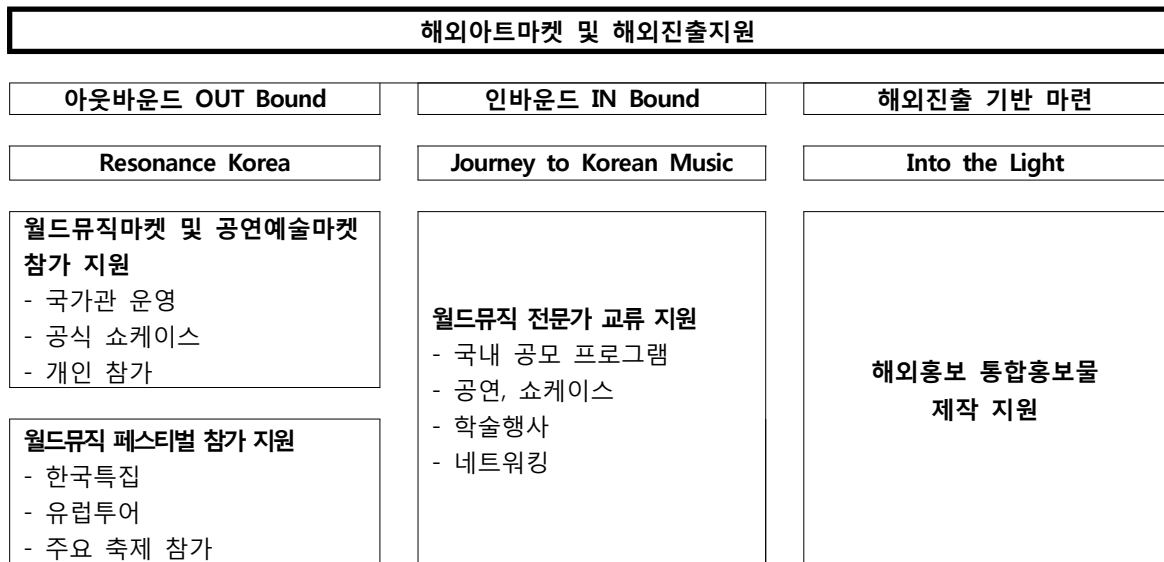 해외아트마켓 및 해외진출지원
아웃바운드 OUT Bound
인바운드 IN Bound
해외진출 기반 마련
Resonance Korea
Journey to Korean Music
Into the Light
월드뮤직마켓 및 공연예술마켓
참가 지원
- 국가관 운영
- 공식 쇼케이스
- 개인 참가
월드뮤직 페스티벌 참가 지원
- 한국특집
- 유럽투어
- 주요 축제 참가
월드뮤직 전문가 교류 지원
- 국내 공모 프로그램
- 공연, 쇼케이스
- 학술행사
- 네트워킹
해외홍보 통합홍보물
제작 지원